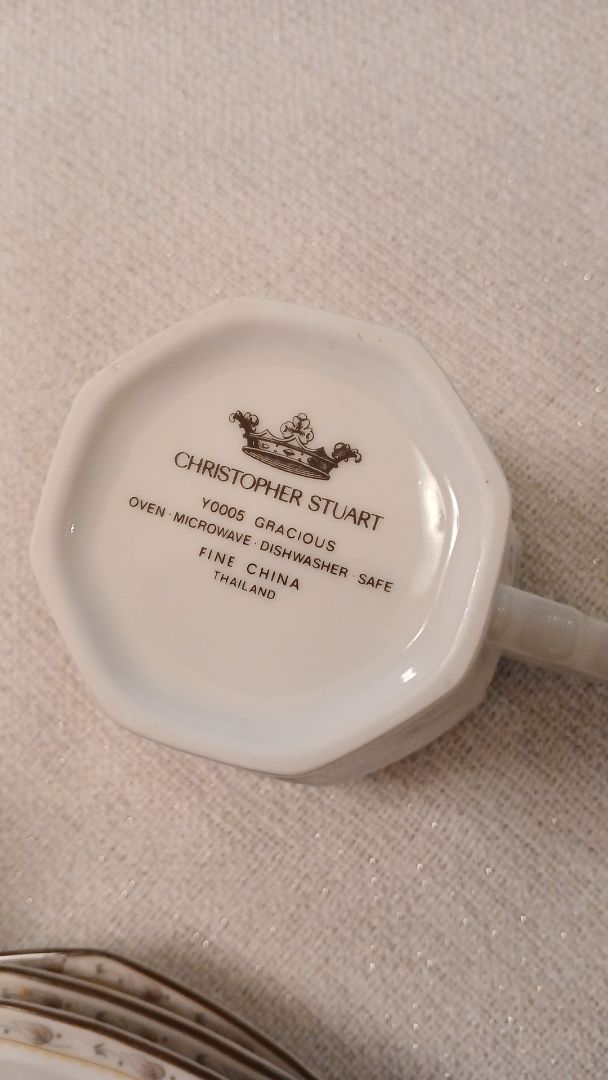 CHRISTOPHER STUART
Y0005 GRACIOUS
OVEN · MICROWAVE · DISHWASHER · SAFE
FINE CHINA
THAILAND